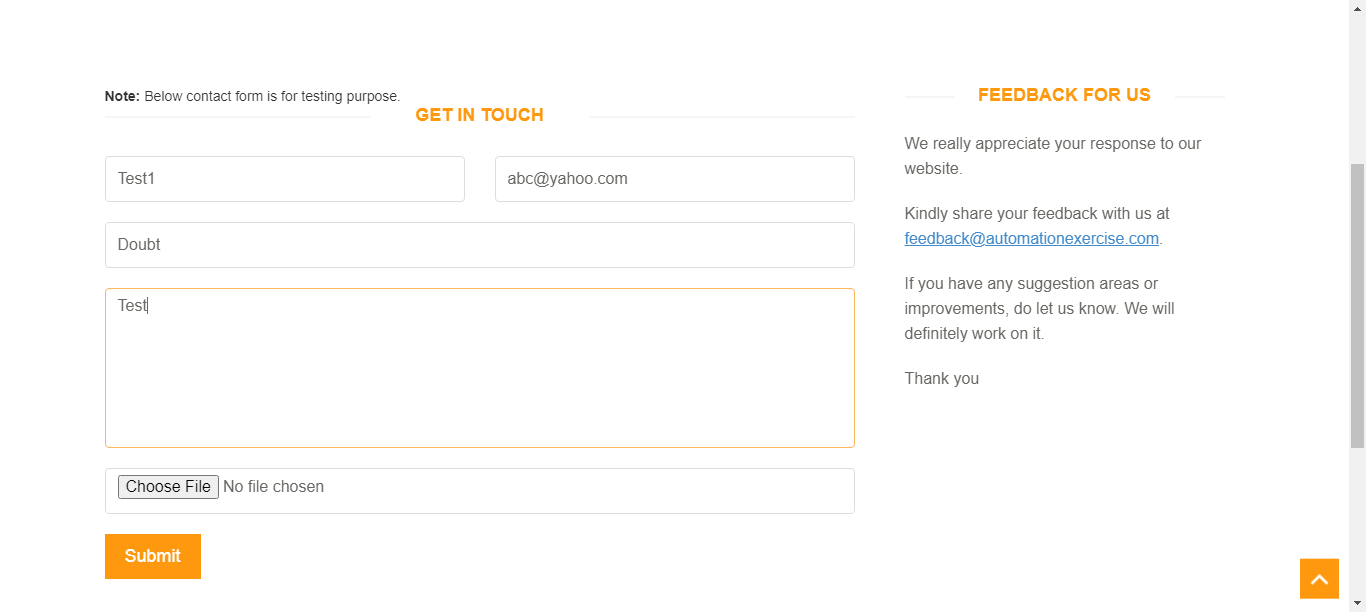 Note: Below contact form is for testing purpose.
GET IN TOUCH
Test1
abc@yahoo.com
Doubt
Test
Choose File No file chosen
Submit
FEEDBACK FOR US
We really appreciate your response to our
website.
Kindly share your feedback with us at
feedback@automationexercise.com.
If you have any suggestion areas or
improvements, do let us know. We will
definitely work on it.
Thank you